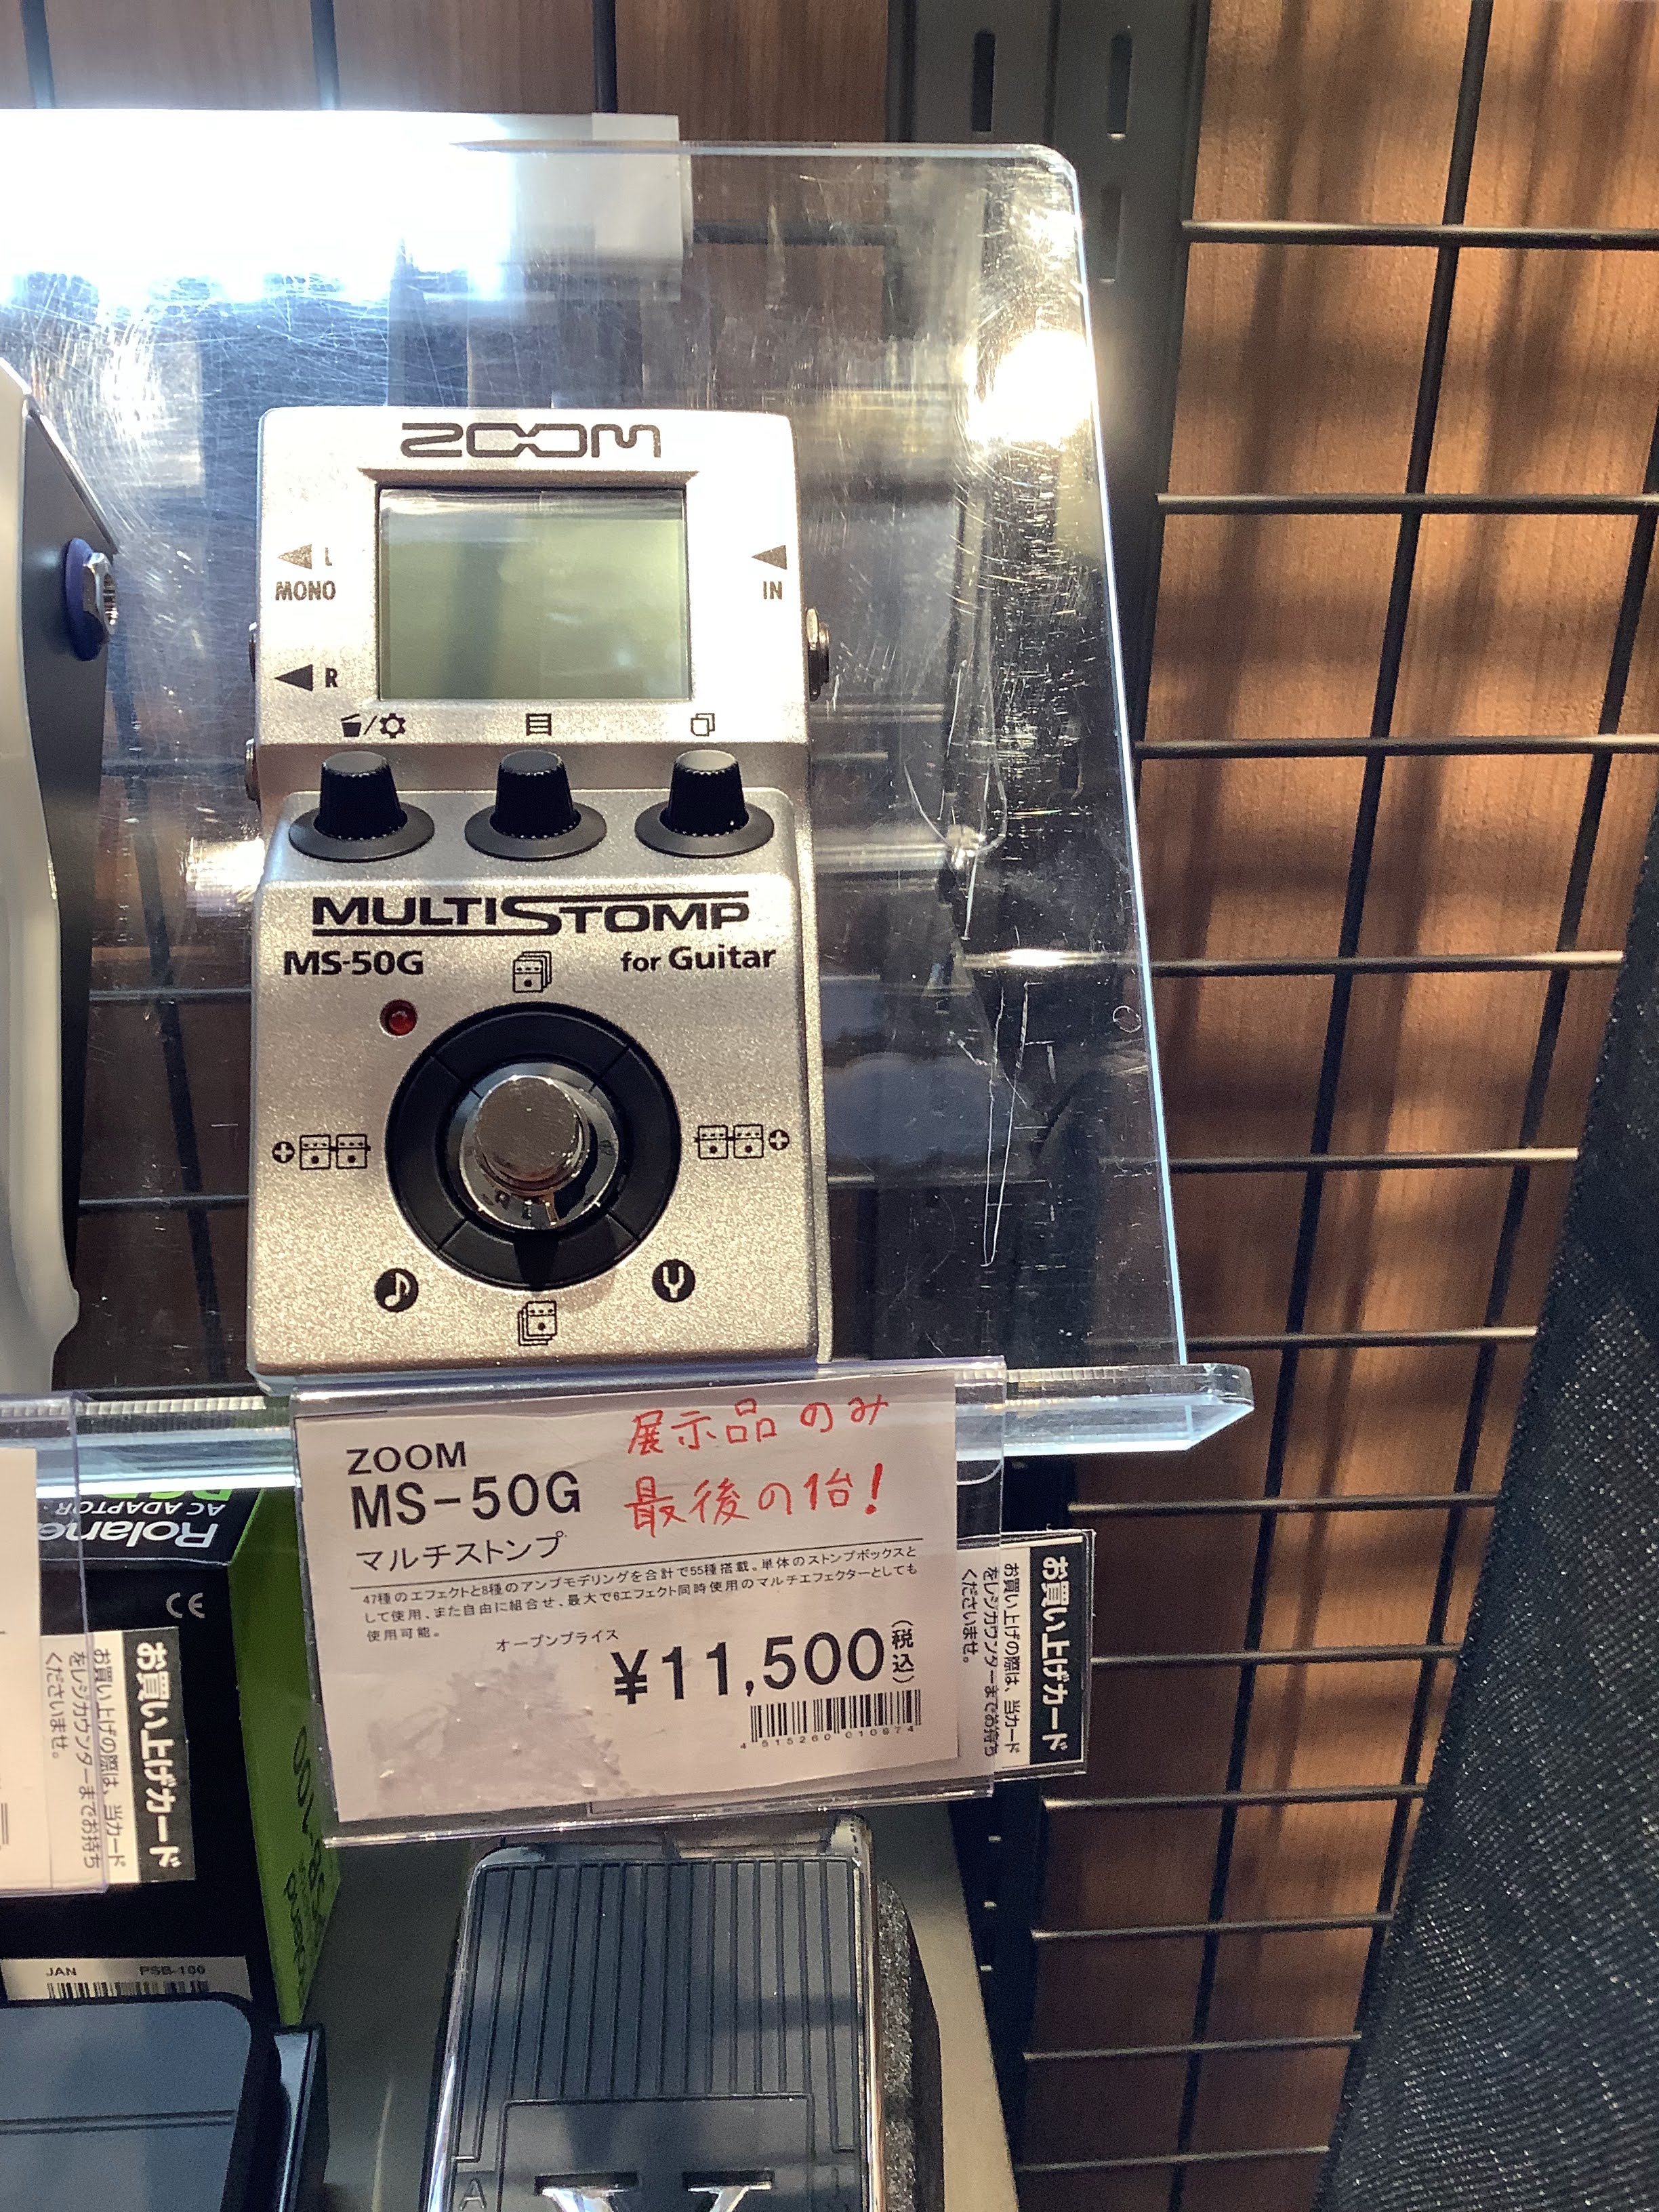 ZOOM
L
MONO
IN
R
MULTISTOMP
MS-50G for Guitar
ZOOM
MS-50G
マルチストンプ
展示品のみ
最後の1台!
47種のエフェクトと8種のアンプモデリングを合計で55種搭載。単体のストンプボックスと
して使用、また自由に組合せ、最大で6エフェクト同時使用のマルチエフェクターとしても
使用可能。
オープンプライス
¥11,500(税込)
4 515260 010974
お買い上げカード
お買い上げの際は、当カード
をレジカウンターまでお持ち
くださいませ。
Roland
AC ADAPTOR
CE
お買い上げカード
お買い上げの際は、当カード
をレジカウンターまでお持ち
くださいませ。
JAN PSB-100